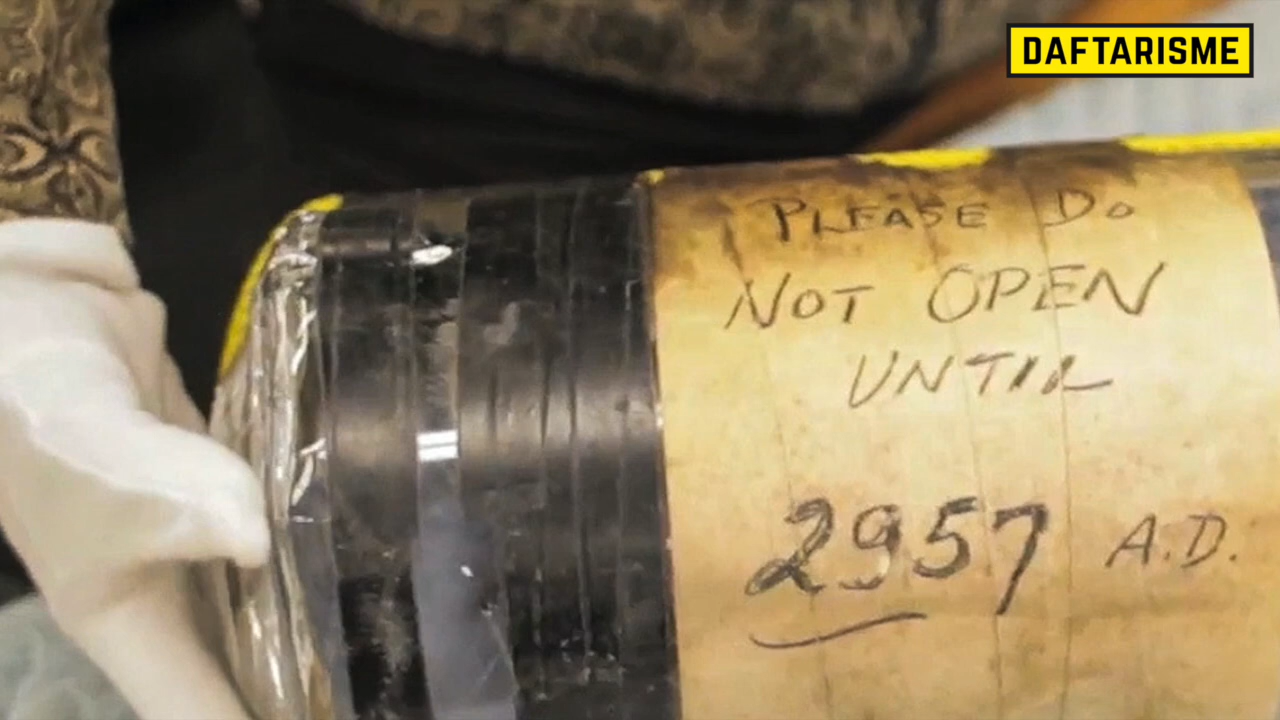 DAFTARISME
PLEASE DO
NOT OPEN
UNTIL
2957 A.D.